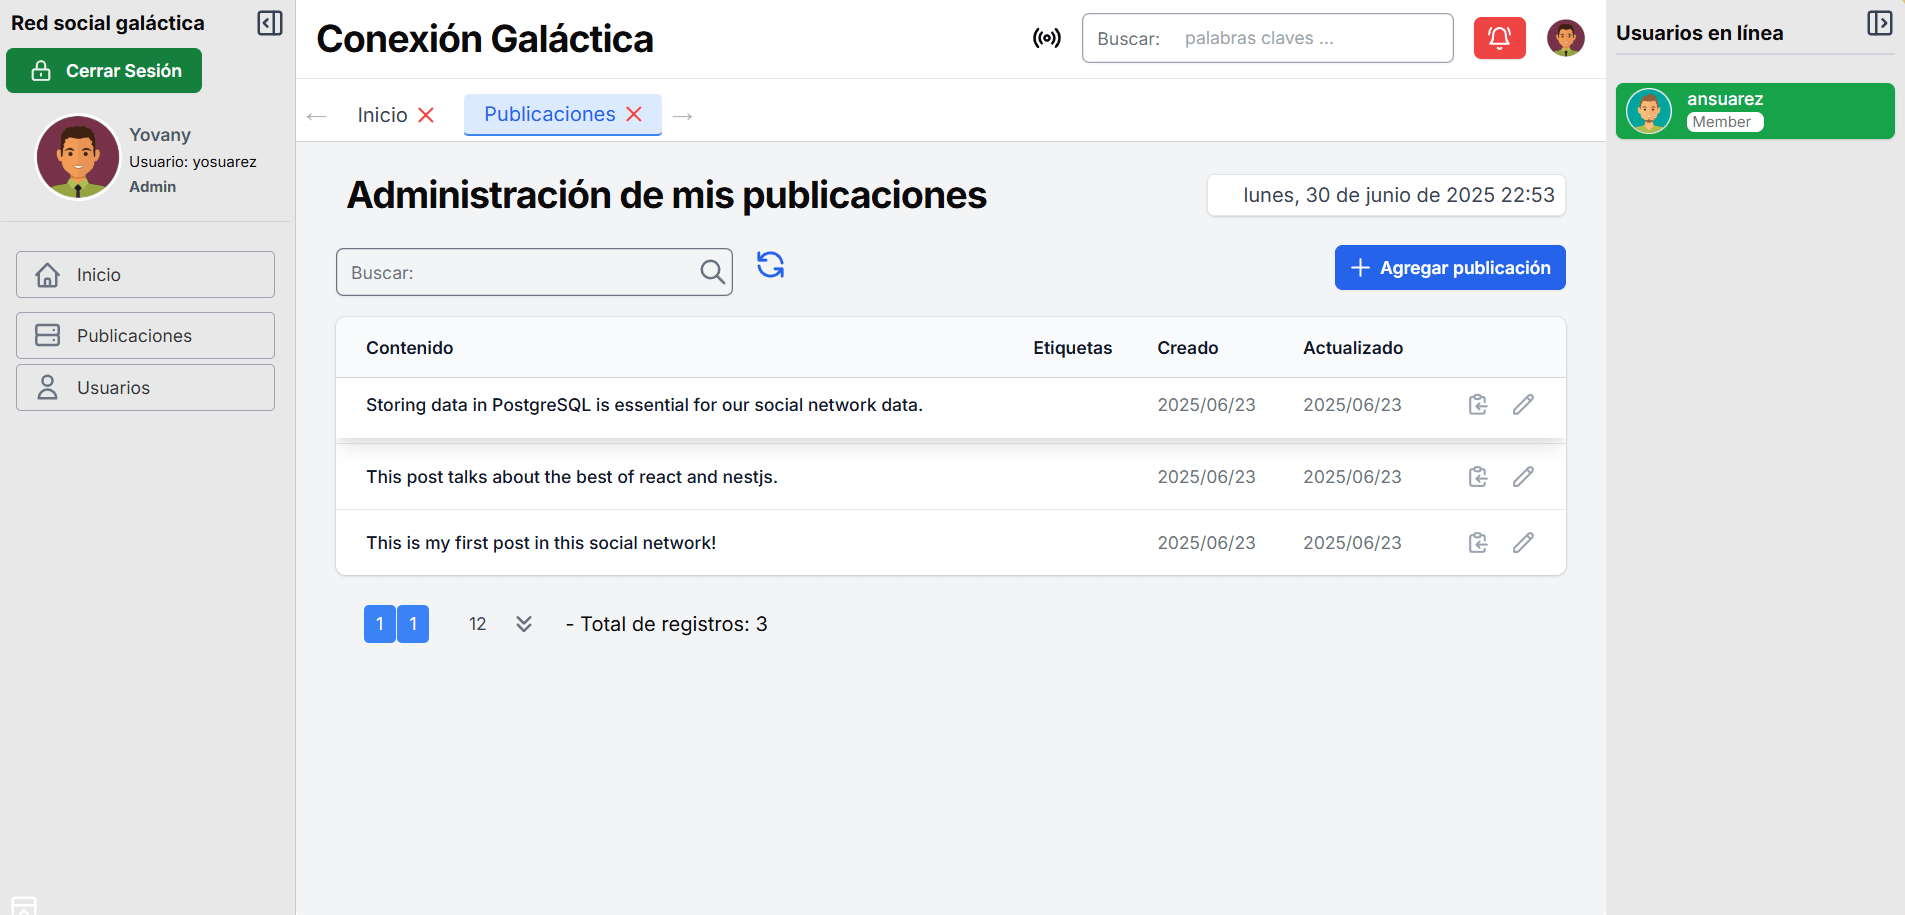 Red social galáctica
Cerrar Sesión
Yovany
Usuario: yosuarez
Admin
Inicio
Publicaciones
Usuarios
Conexión Galáctica
Buscar: palabras claves ...
Inicio
Publicaciones
Administración de mis publicaciones
lunes, 30 de junio de 2025 22:53
Buscar:
Agregar publicación
Contenido Etiquetas Creado Actualizado
Storing data in PostgreSQL is essential for our social network data. 2025/06/23 2025/06/23
This post talks about the best of react and nestjs. 2025/06/23 2025/06/23
This is my first post in this social network! 2025/06/23 2025/06/23
1 1 12 - Total de registros: 3
Usuarios en línea
ansuarez
Member